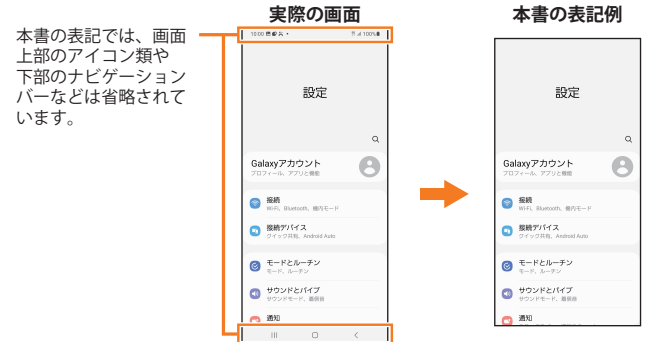 実際の画面
本書の表記例
本書の表記では、画面
上部のアイコン類や
下部のナビゲーション
バーなどは省略されて
います。
10:00
100%
設定
Galaxyアカウント
プロフィール、アプリと機能
接続
Wi-Fi、Bluetooth、機内モード
接続デバイス
クイック共有、Android Auto
モードとルーチン
モード、ルーチン
サウンドとバイブ
サウンドモード、着信音
通知
設定
Galaxyアカウント
プロフィール、アプリと機能
接続
Wi-Fi、Bluetooth、機内モード
接続デバイス
クイック共有、Android Auto
モードとルーチン
モード、ルーチン
サウンドとバイブ
サウンドモード、着信音
通知